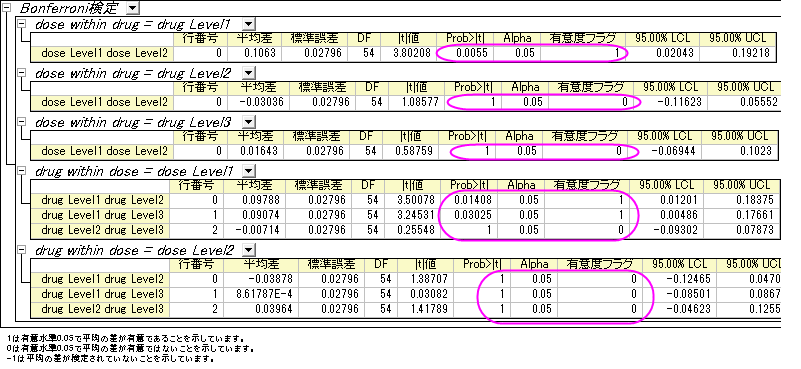 Bonferroni検定
dose within drug = drug Level1
行番号 平均差 標準誤差 DF |t|値 Prob>|t| Alpha 有意度フラグ 95.00% LCL 95.00% UCL
dose Level1 dose Level2 0 0.1063 0.02796 54 3.80208 0.0055 0.05 1 0.02043 0.19218
dose within drug = drug Level2
行番号 平均差 標準誤差 DF |t|値 Prob>|t| Alpha 有意度フラグ 95.00% LCL 95.00% UCL
dose Level1 dose Level2 0 -0.03036 0.02796 54 1.08577 1 0.05 0 -0.11623 0.05552
dose within drug = drug Level3
行番号 平均差 標準誤差 DF |t|値 Prob>|t| Alpha 有意度フラグ 95.00% LCL 95.00% UCL
dose Level1 dose Level2 0 0.01643 0.02796 54 0.58759 1 0.05 0 -0.06944 0.1023
drug within dose = dose Level1
行番号 平均差 標準誤差 DF |t|値 Prob>|t| Alpha 有意度フラグ 95.00% LCL 95.00% UCL
drug Level1 drug Level2 0 0.09788 0.02796 54 3.50078 0.01408 0.05 1 0.01201 0.18375
drug Level1 drug Level3 1 0.09074 0.02796 54 3.24531 0.03025 0.05 1 0.00486 0.17661
drug Level2 drug Level3 2 -0.00714 0.02796 54 0.25548 1 0.05 0 -0.09302 0.07873
drug within dose = dose Level2
行番号 平均差 標準誤差 DF |t|値 Prob>|t| Alpha 有意度フラグ 95.00% LCL 95.00% UCL
drug Level1 drug Level2 0 -0.03878 0.02796 54 1.38707 1 0.05 0 -0.12465 0.0470
drug Level1 drug Level3 1 8.61787E-4 0.02796 54 0.03082 1 0.05 0 -0.08501 0.0867
drug Level2 drug Level3 2 0.03964 0.02796 54 1.41789 1 0.05 0 -0.04623 0.1255
1は有意水準0.05で平均の差が有意であることを示しています。
0は有意水準0.05で平均の差が有意ではないことを示しています。
-1は平均の差が検定されていないことを示しています。